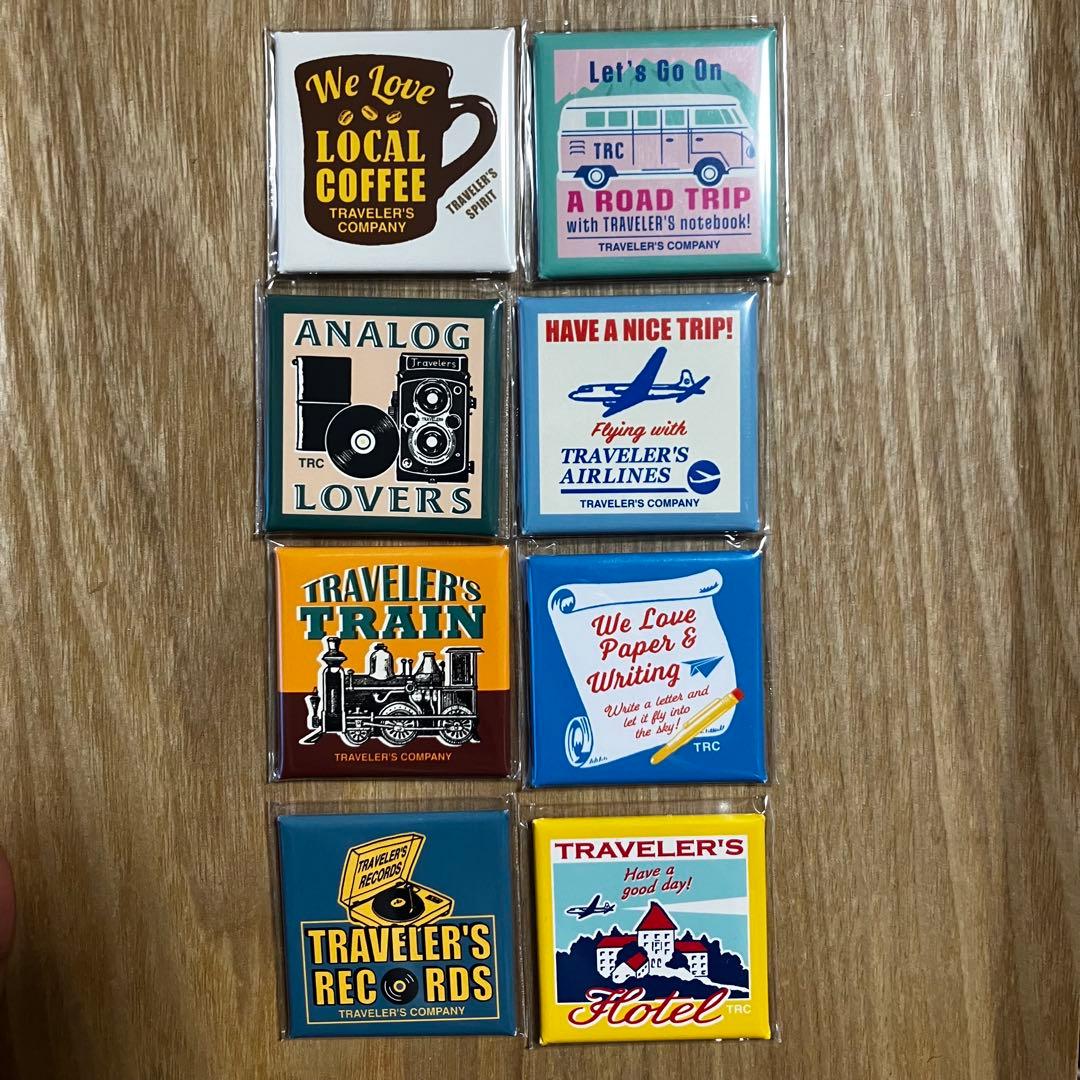 We Love
LOCAL
COFFEE
TRAVELER'S
COMPANY
TRAVELER'S
SPIRIT
Let's Go On
TRC
A ROAD TRIP
with TRAVELER'S notebook!
TRAVELER'S COMPANY
ANALOG
Travelers
TRAVELER'S
TRC
LOVERS
HAVE A NICE TRIP!
Flying with
TRAVELER'S
AIRLINES
TRAVELER'S COMPANY
TRAVELER'S
TRAIN
TRAVELER'S COMPANY
We Love
Paper &
Writing
Write a letter and
let it fly into
the sky!
TRC
TRAVELER'S
RECORDS
TRAVELER'S
RECORDS
TRAVELER'S COMPANY
TRAVELER'S
Have a
good day!
Hotel
TRC